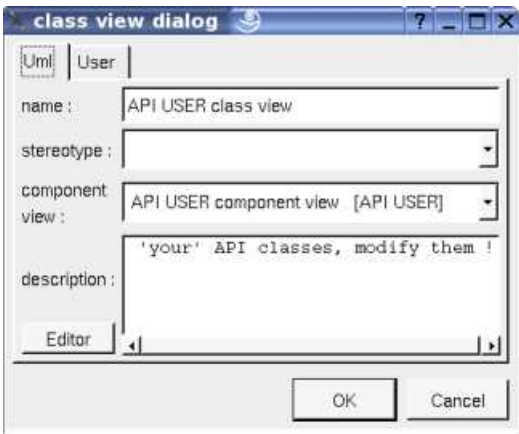 class view dialog ?
Uml User
name : API USER class view
stereotype :
component
view : API USER component view [API USER]
'your' API classes, modify them !
description :
Editor
OK Cancel